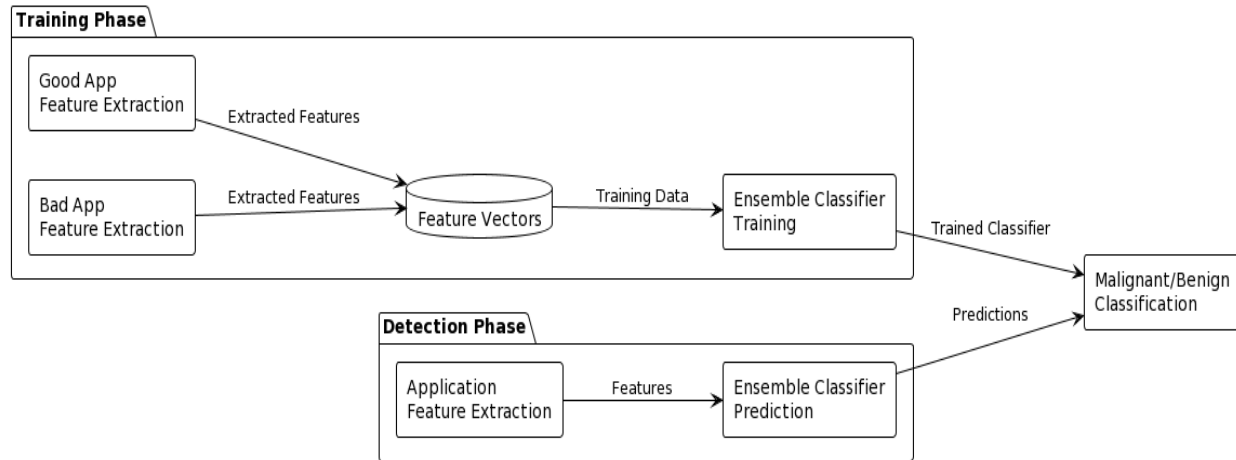 Training Phase
Good App
Feature Extraction
Extracted Features
Bad App
Feature Extraction
Extracted Features
Feature Vectors
Training Data
Ensemble Classifier
Training
Trained Classifier
Malignant/Benign
Classification
Predictions
Detection Phase
Application
Feature Extraction
Features
Ensemble Classifier
Prediction